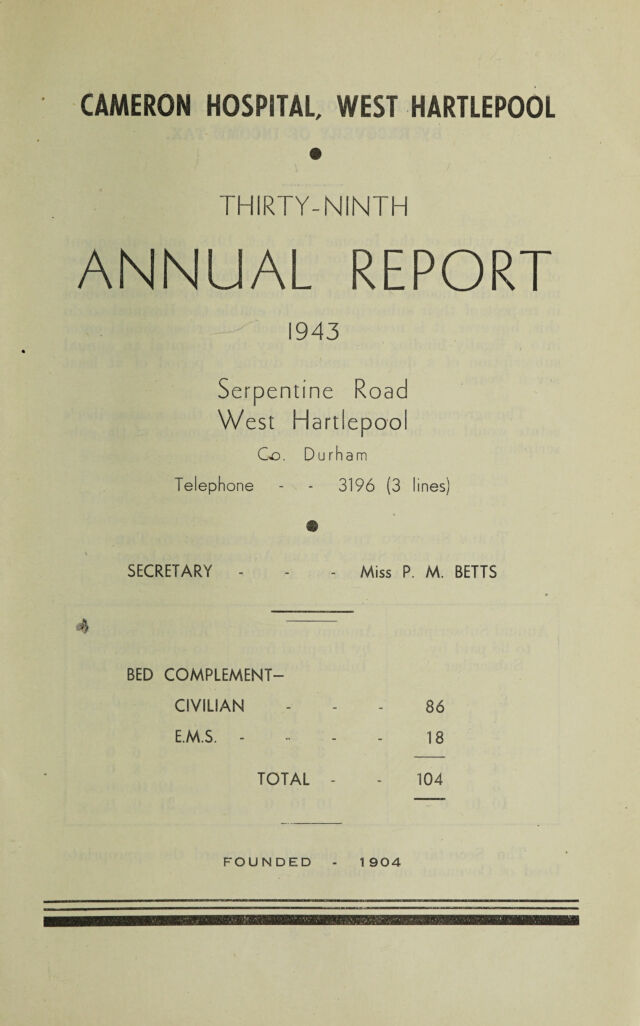 CAMERON HOSPITAL, WEST HARTLEPOOL
THIRTY-NINTH
ANNUAL REPORT
1943
Serpentine Road
West Hartlepool
Co. Durham
Telephone - - 3196 (3 lines)
SECRETARY - - - Miss P. M. BETTS
BED COMPLEMENT—
CIVILIAN - - - 86
E.M.S. - - - - 18
TOTAL - - 104
FOUNDED - 1904